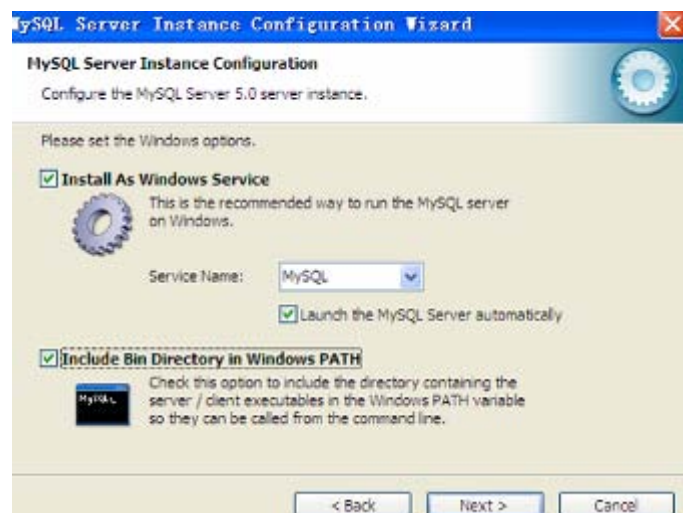 MySQL Server Instance Configuration Wizard
MySQL Server Instance Configuration
Configure the MySQL Server 5.0 server instance.
Please set the Windows options.
Install As Windows Service
This is the recommended way to run the MySQL server
on Windows.
Service Name:
MySQL
Launch the MySQL Server automatically
Include Bin Directory in Windows PATH
Check this option to include the directory containing the
server / client executables in the Windows PATH variable
so they can be called from the command line.
< Back
Next >
Cancel